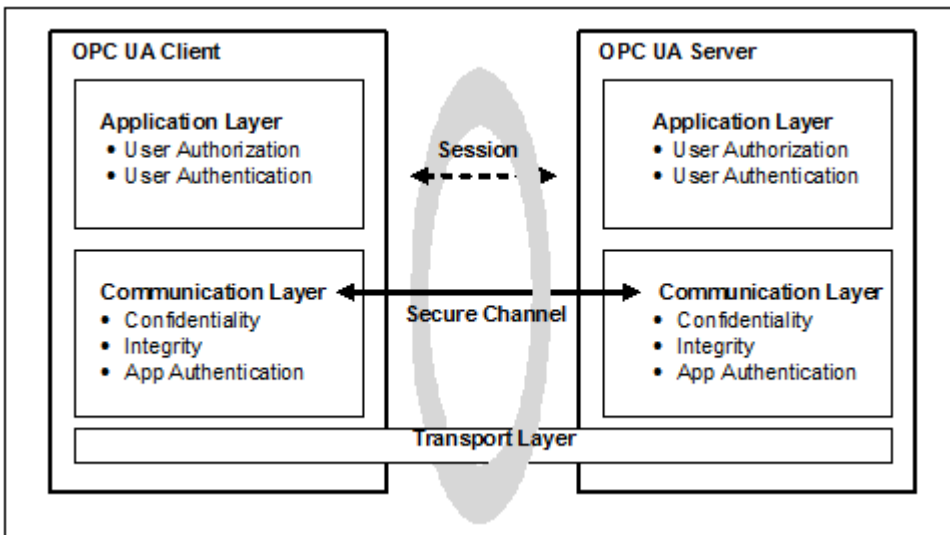 OPC UA Client
Application Layer
• User Authorization
• User Authentication
Communication Layer
• Confidentiality
• Integrity
• App Authentication
Session
Secure Channel
Transport Layer
OPC UA Server
Application Layer
• User Authorization
• User Authentication
Communication Layer
• Confidentiality
• Integrity
• App Authentication